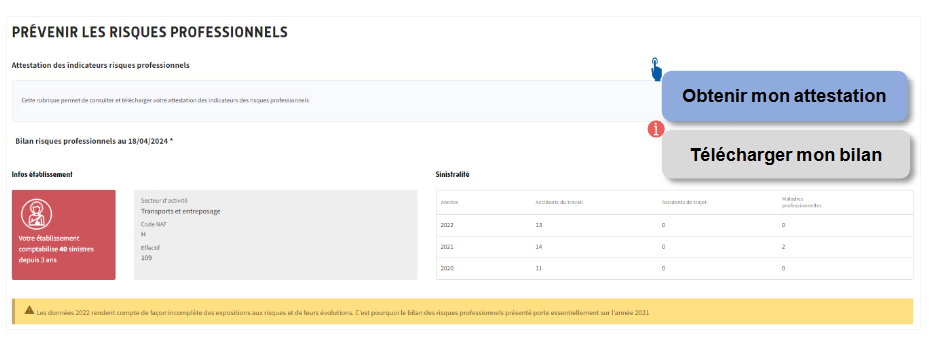 PRÉVENIR LES RISQUES PROFESSIONNELS
Attestation des indicateurs risques professionnels
Cette rubrique permet de consulter et télécharger votre attestation des indicateurs des risques professionnels
Obtenir mon attestation
Bilan risques professionnels au 18/04/2024 *
i
Télécharger mon bilan
Infos établissement
Votre établissement
comptabilise 40 sinistres
depuis 3 ans
Secteur d'activité
Transports et entreposage
Code NAF
H
Effectif
109
Sinistralité
Années Accidents du travail Accidents de trajet Maladies
professionnelles
2022 13 0 0
2021 14 0 2
2020 11 0 0
Les données 2022 rendent compte de façon incomplète des expositions aux risques et de leurs évolutions. C'est pourquoi le bilan des risques professionnels présenté porte essentiellement sur l'année 2021